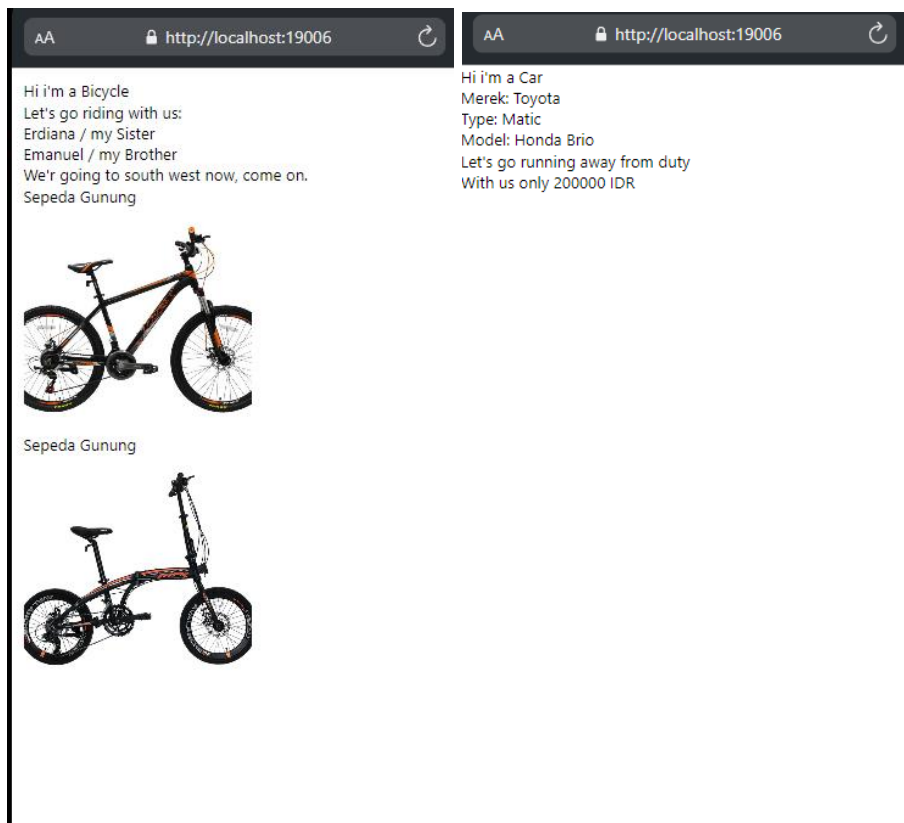 AA http://localhost:19006
Hi i'm a Bicycle
Let's go riding with us:
Erdiana / my Sister
Emanuel / my Brother
We'r going to south west now, come on.
Sepeda Gunung
Sepeda Gunung
AA http://localhost:19006
Hi i'm a Car
Merek: Toyota
Type: Matic
Model: Honda Brio
Let's go running away from duty
With us only 200000 IDR